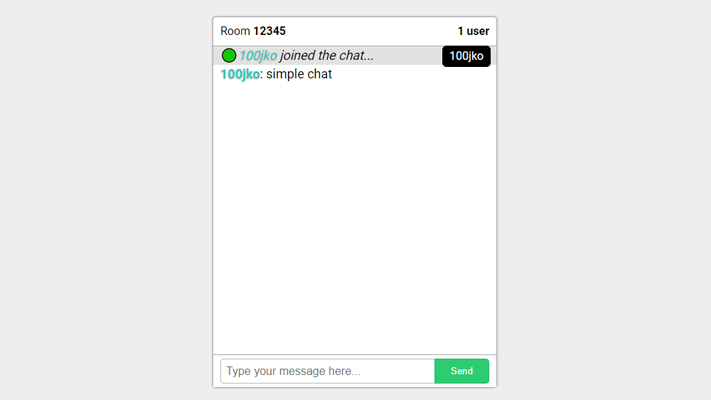 Room 12345 1 user
100jko joined the chat... 100jko
100jko: simple chat
Type your message here... Send